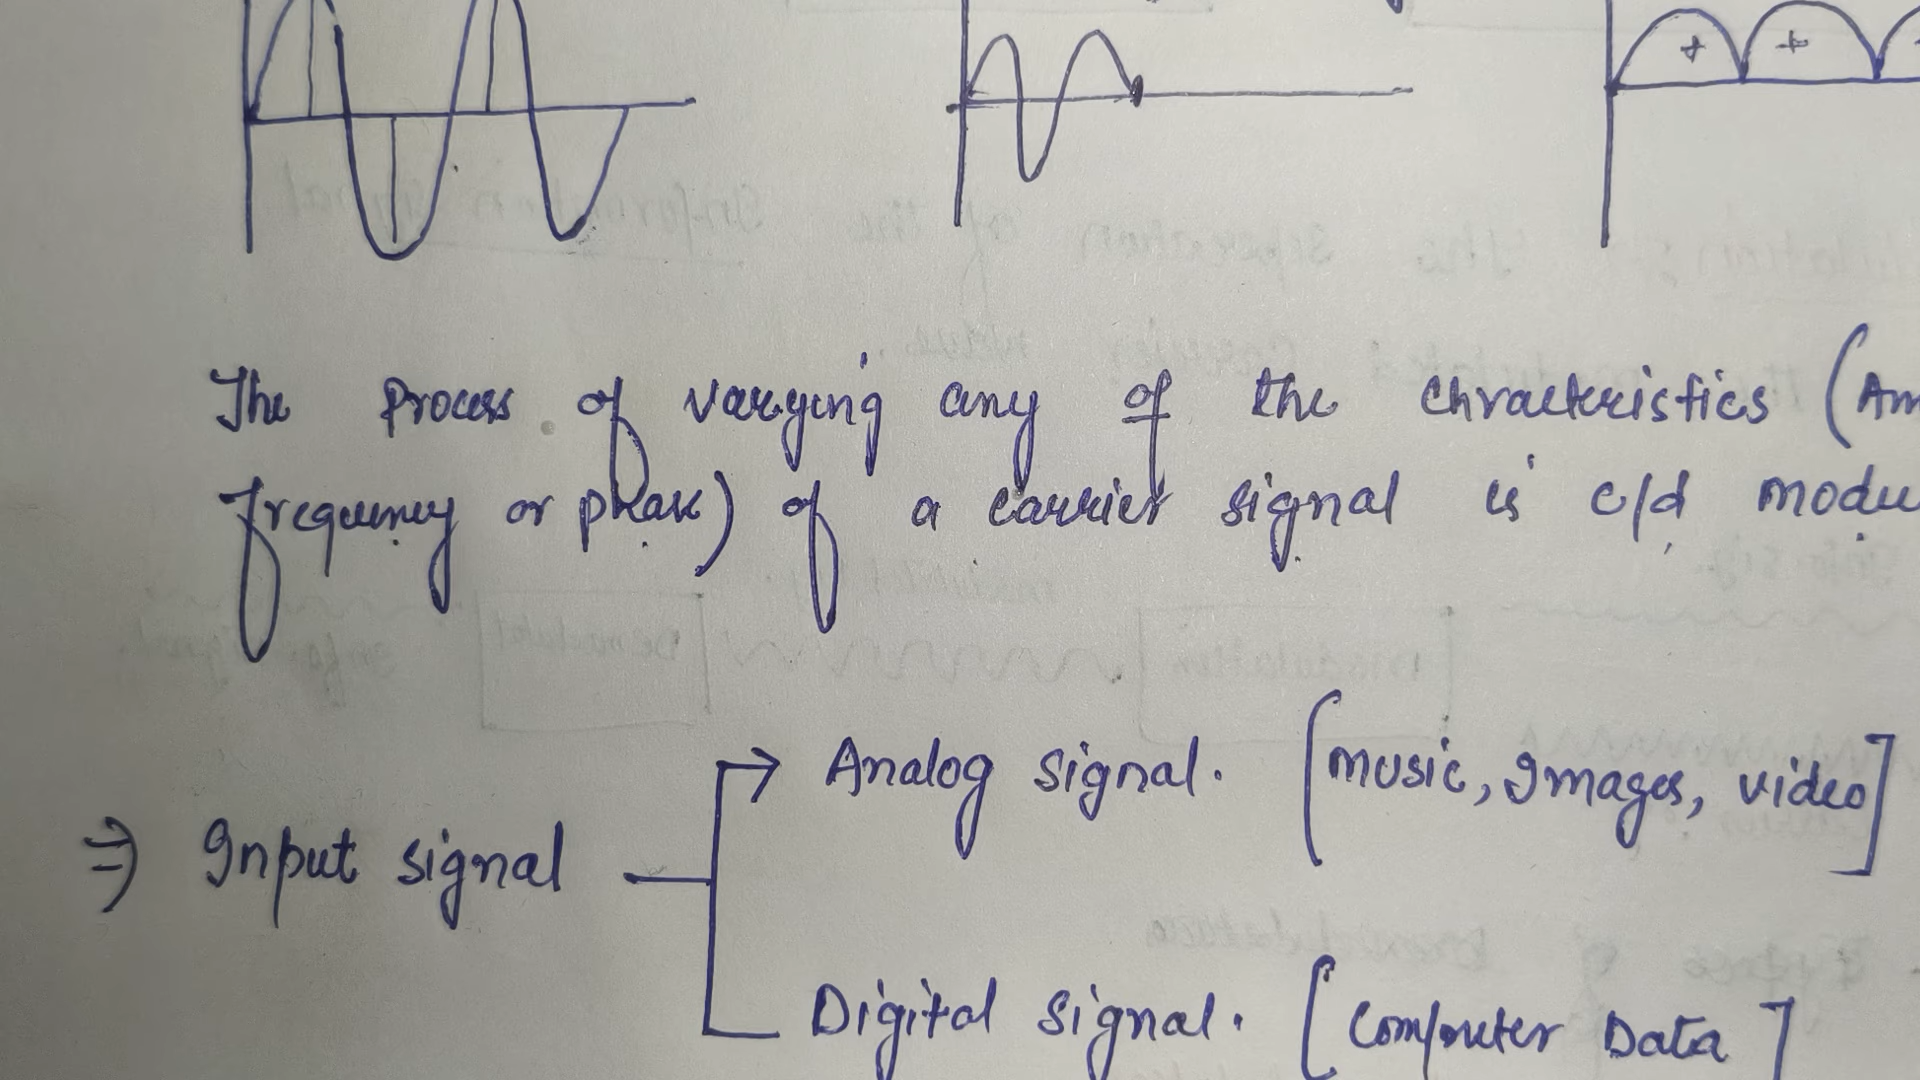 + +
The process of varying any of the chracteristics (Am
frequency or phase) of a carrier signal is c/d modu
⇒ Input signal
Analog signal. [music, Images, video]
Digital signal. [Computer Data]